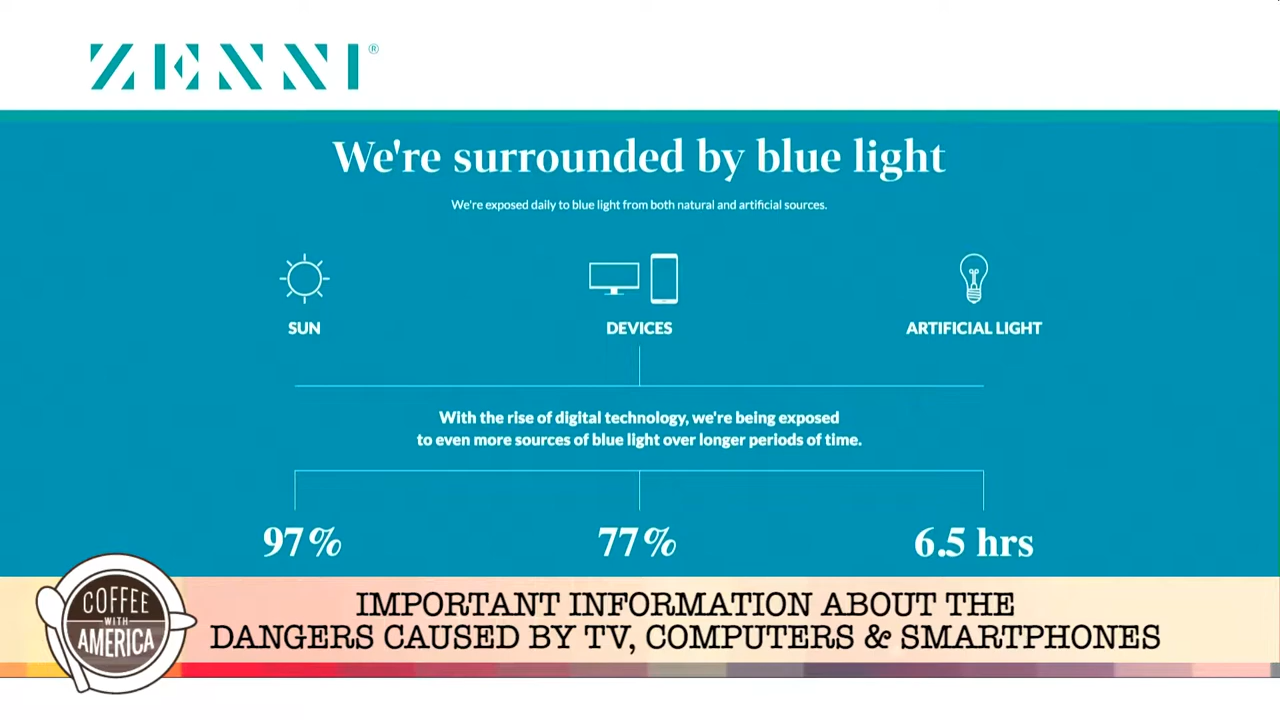 ZENNI®
We're surrounded by blue light
We're exposed daily to blue light from both natural and artificial sources.
SUN
DEVICES
ARTIFICIAL LIGHT
With the rise of digital technology, we're being exposed
to even more sources of blue light over longer periods of time.
97%
77%
6.5 hrs
COFFEE
WITH
AMERICA
IMPORTANT INFORMATION ABOUT THE
DANGERS CAUSED BY TV, COMPUTERS & SMARTPHONES